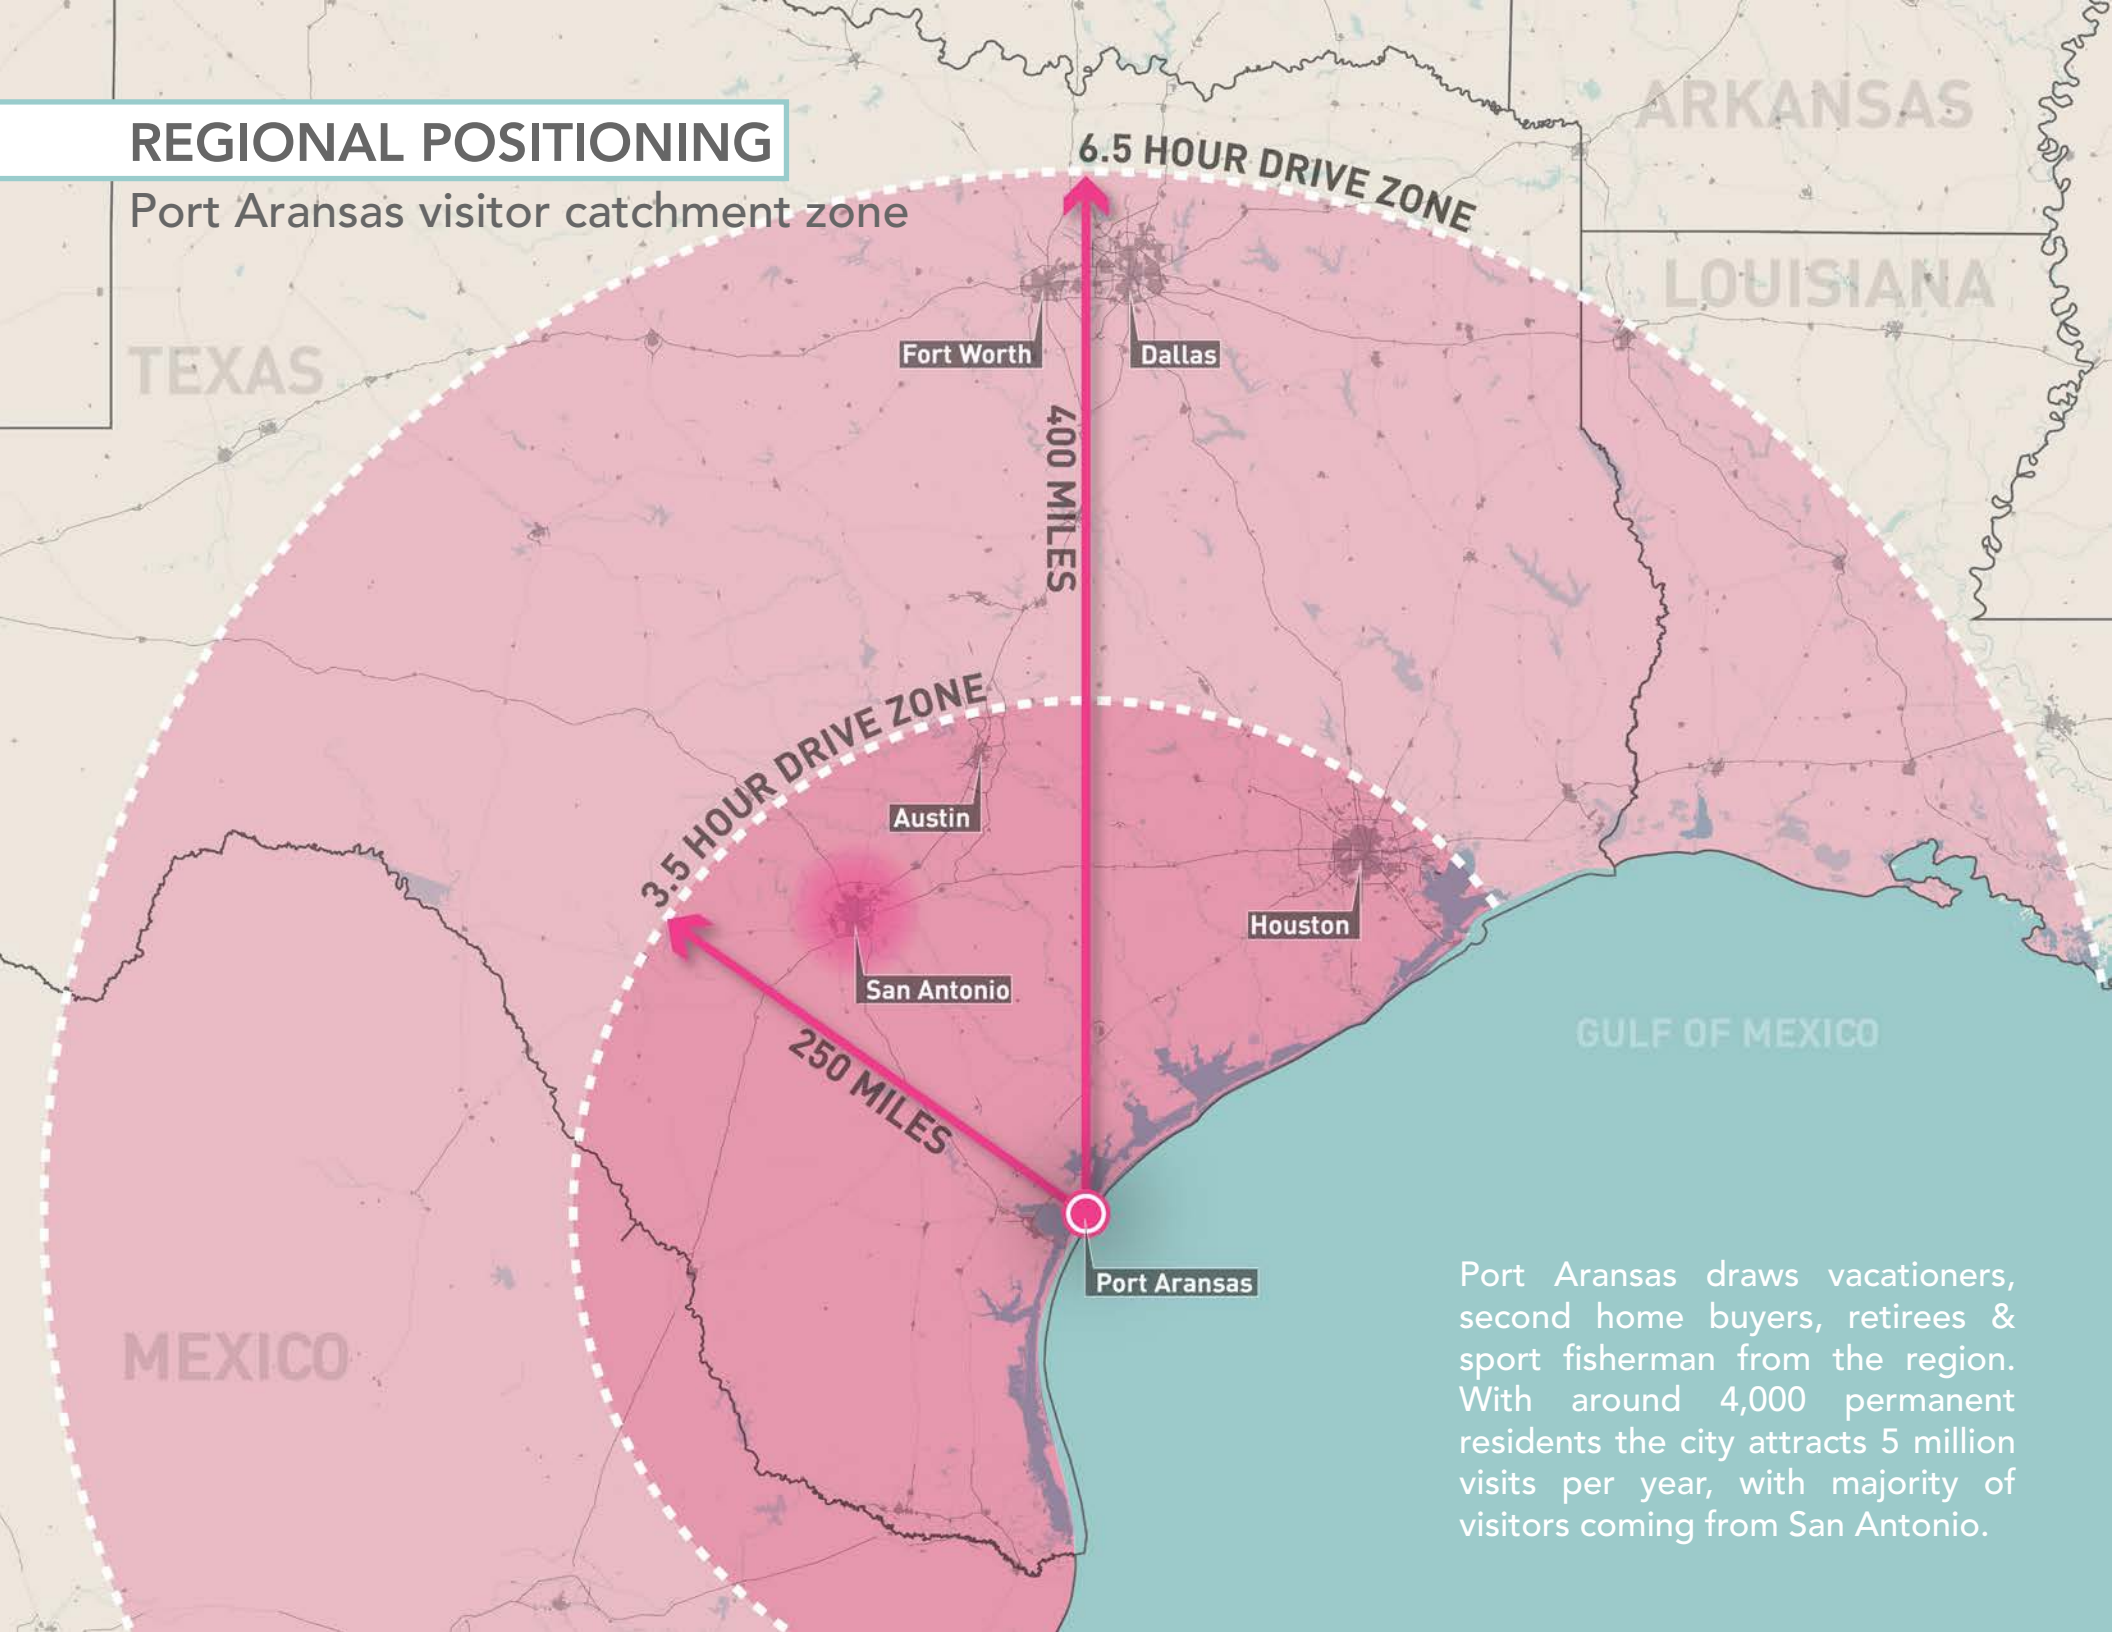 REGIONAL POSITIONING
Port Aransas visitor catchment zone
ARKANSAS
6.5 HOUR DRIVE ZONE
LOUISIANA
TEXAS
Fort Worth
Dallas
400 MILES
3.5 HOUR DRIVE ZONE
Austin
Houston
San Antonio
250 MILES
GULF OF MEXICO
Port Aransas
MEXICO
Port Aransas draws vacationers,
second home buyers, retirees &
sport fisherman from the region.
With around 4,000 permanent
residents the city attracts 5 million
visits per year, with majority of
visitors coming from San Antonio.